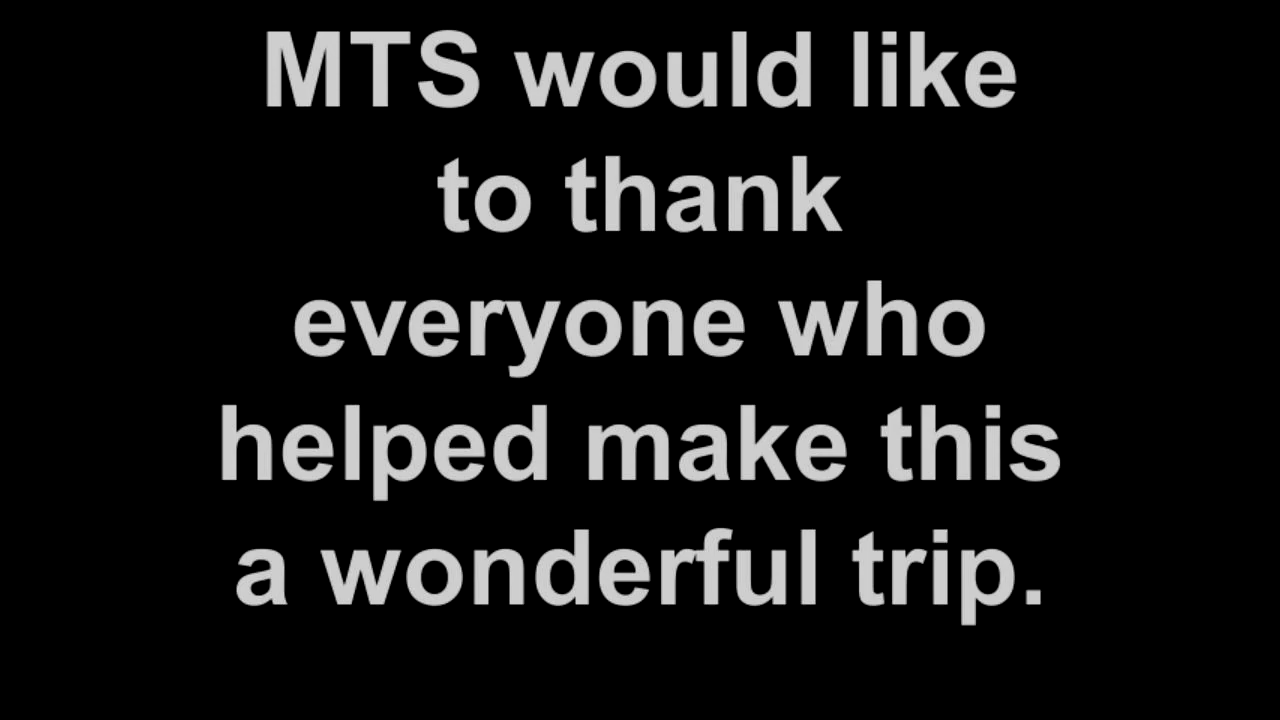 MTS would like
to thank
everyone who
helped make this
a wonderful trip.